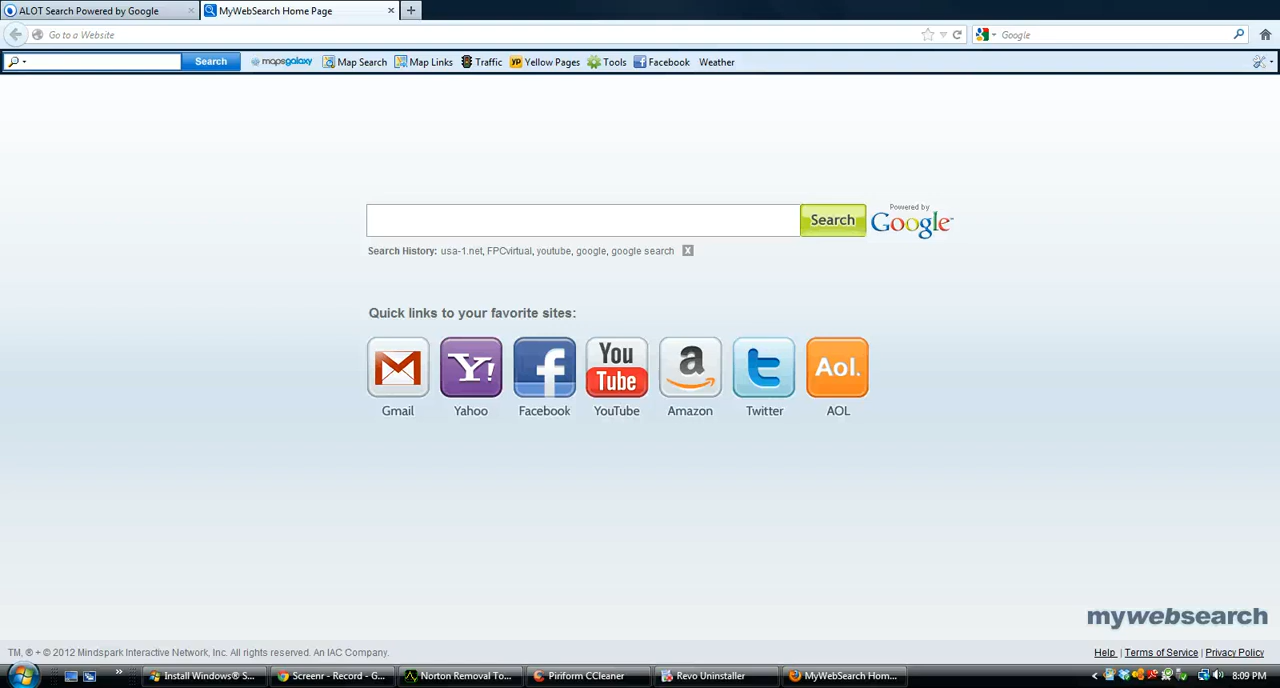 ALOT Search Powered by Google
MyWebSearch Home Page
Go to a Website
Google
Search
mapsgalaxy
Map Search
Map Links
Traffic
YP Yellow Pages
Tools
Facebook
Weather
Search
Powered by
Google
Search History: usa-1.net, FPCvirtual, youtube, google, google search X
Quick links to your favorite sites:
Y!
f
You
Tube
a
t
Aol.
Gmail
Yahoo
Facebook
YouTube
Amazon
Twitter
AOL
mywebsearch
TM, ® + © 2012 Mindspark Interactive Network, Inc. All rights reserved. An IAC Company.
Help | Terms of Service | Privacy Policy
Install Windows® S...
Screenr - Record - G...
Norton Removal To...
Piriform CCleaner
Revo Uninstaller
MyWebSearch Hom...
8:09 PM